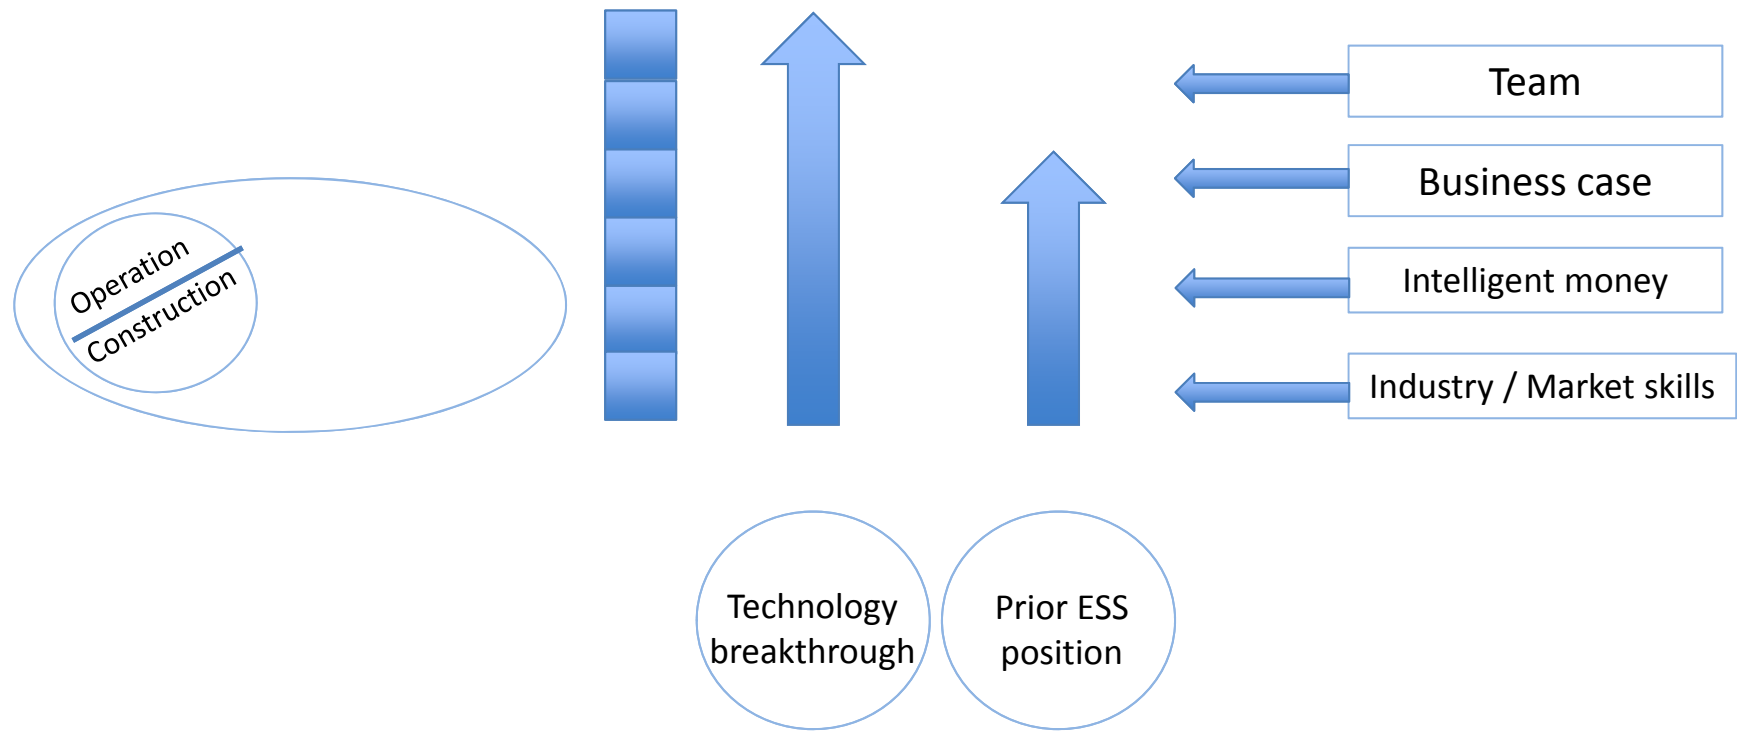 Team
Business case
Operation
Construction
Intelligent money
Industry / Market skills
Technology
breakthrough
Prior ESS
position